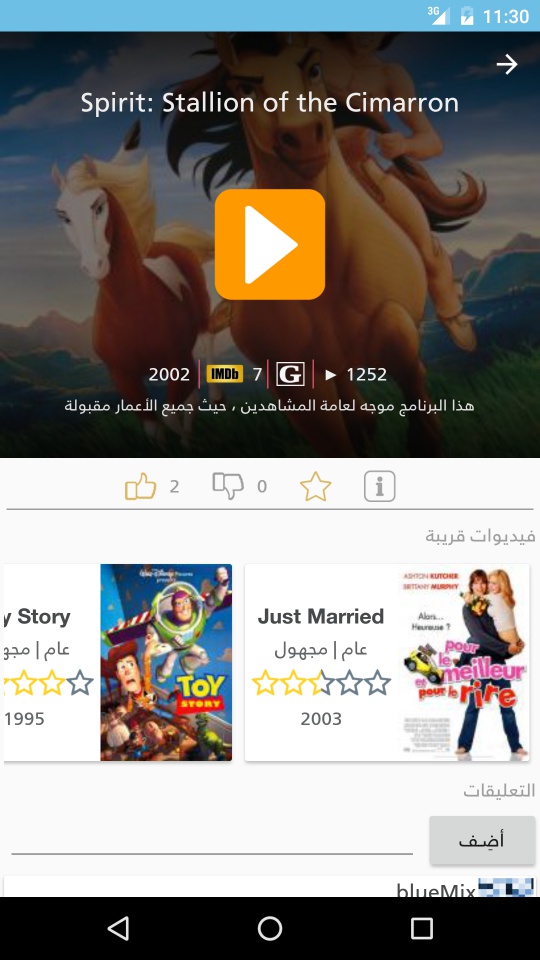 3G 11:30
Spirit: Stallion of the Cimarron
2002 IMDb 7 G ► 1252
هذا البرنامج موجه لعامة المشاهدين ، حيث جميع الأعمار مقبولة
2 0 i
فيديوات قريبة
y Story
عام | مجهول
1995
Walt Disney Pictures
presents
TOY
STORY
Just Married
عام | مجهول
2003
ASHTON KUTCHER
BRITTANY MURPHY
Alors...
Heureuse ?
pour
le
meilleur
et
pour le rire
التعليقات
أضِف
blueMix